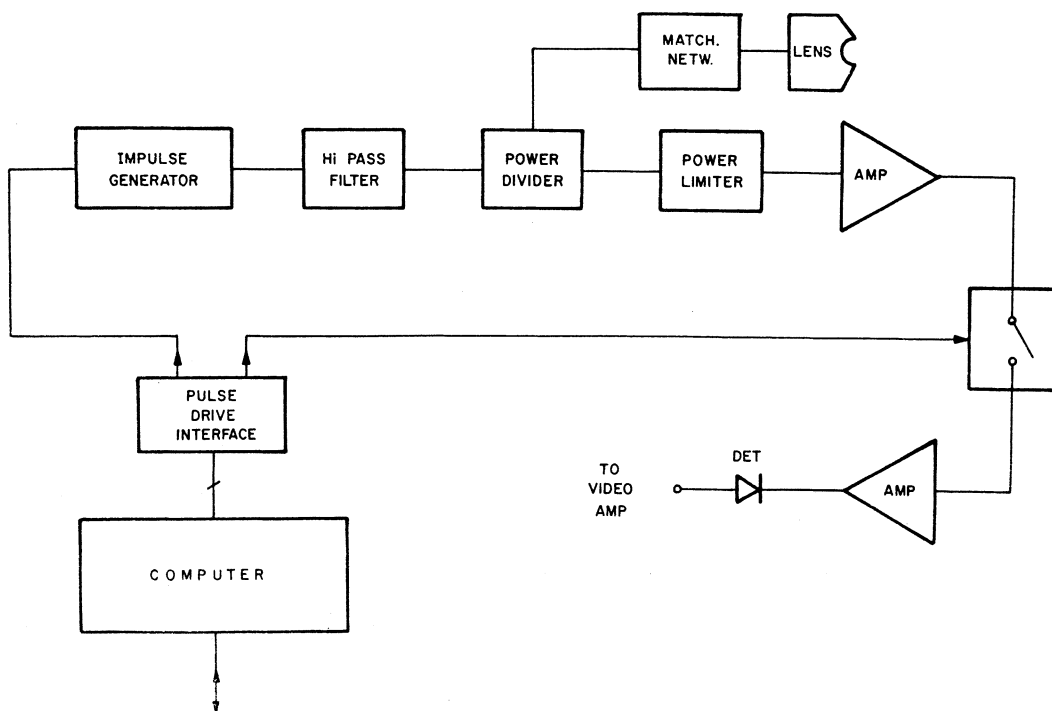 MATCH.
NETW.
LENS
IMPULSE
GENERATOR
Hi PASS
FILTER
POWER
DIVIDER
POWER
LIMITER
AMP
PULSE
DRIVE
INTERFACE
DET
TO
VIDEO
AMP
AMP
COMPUTER